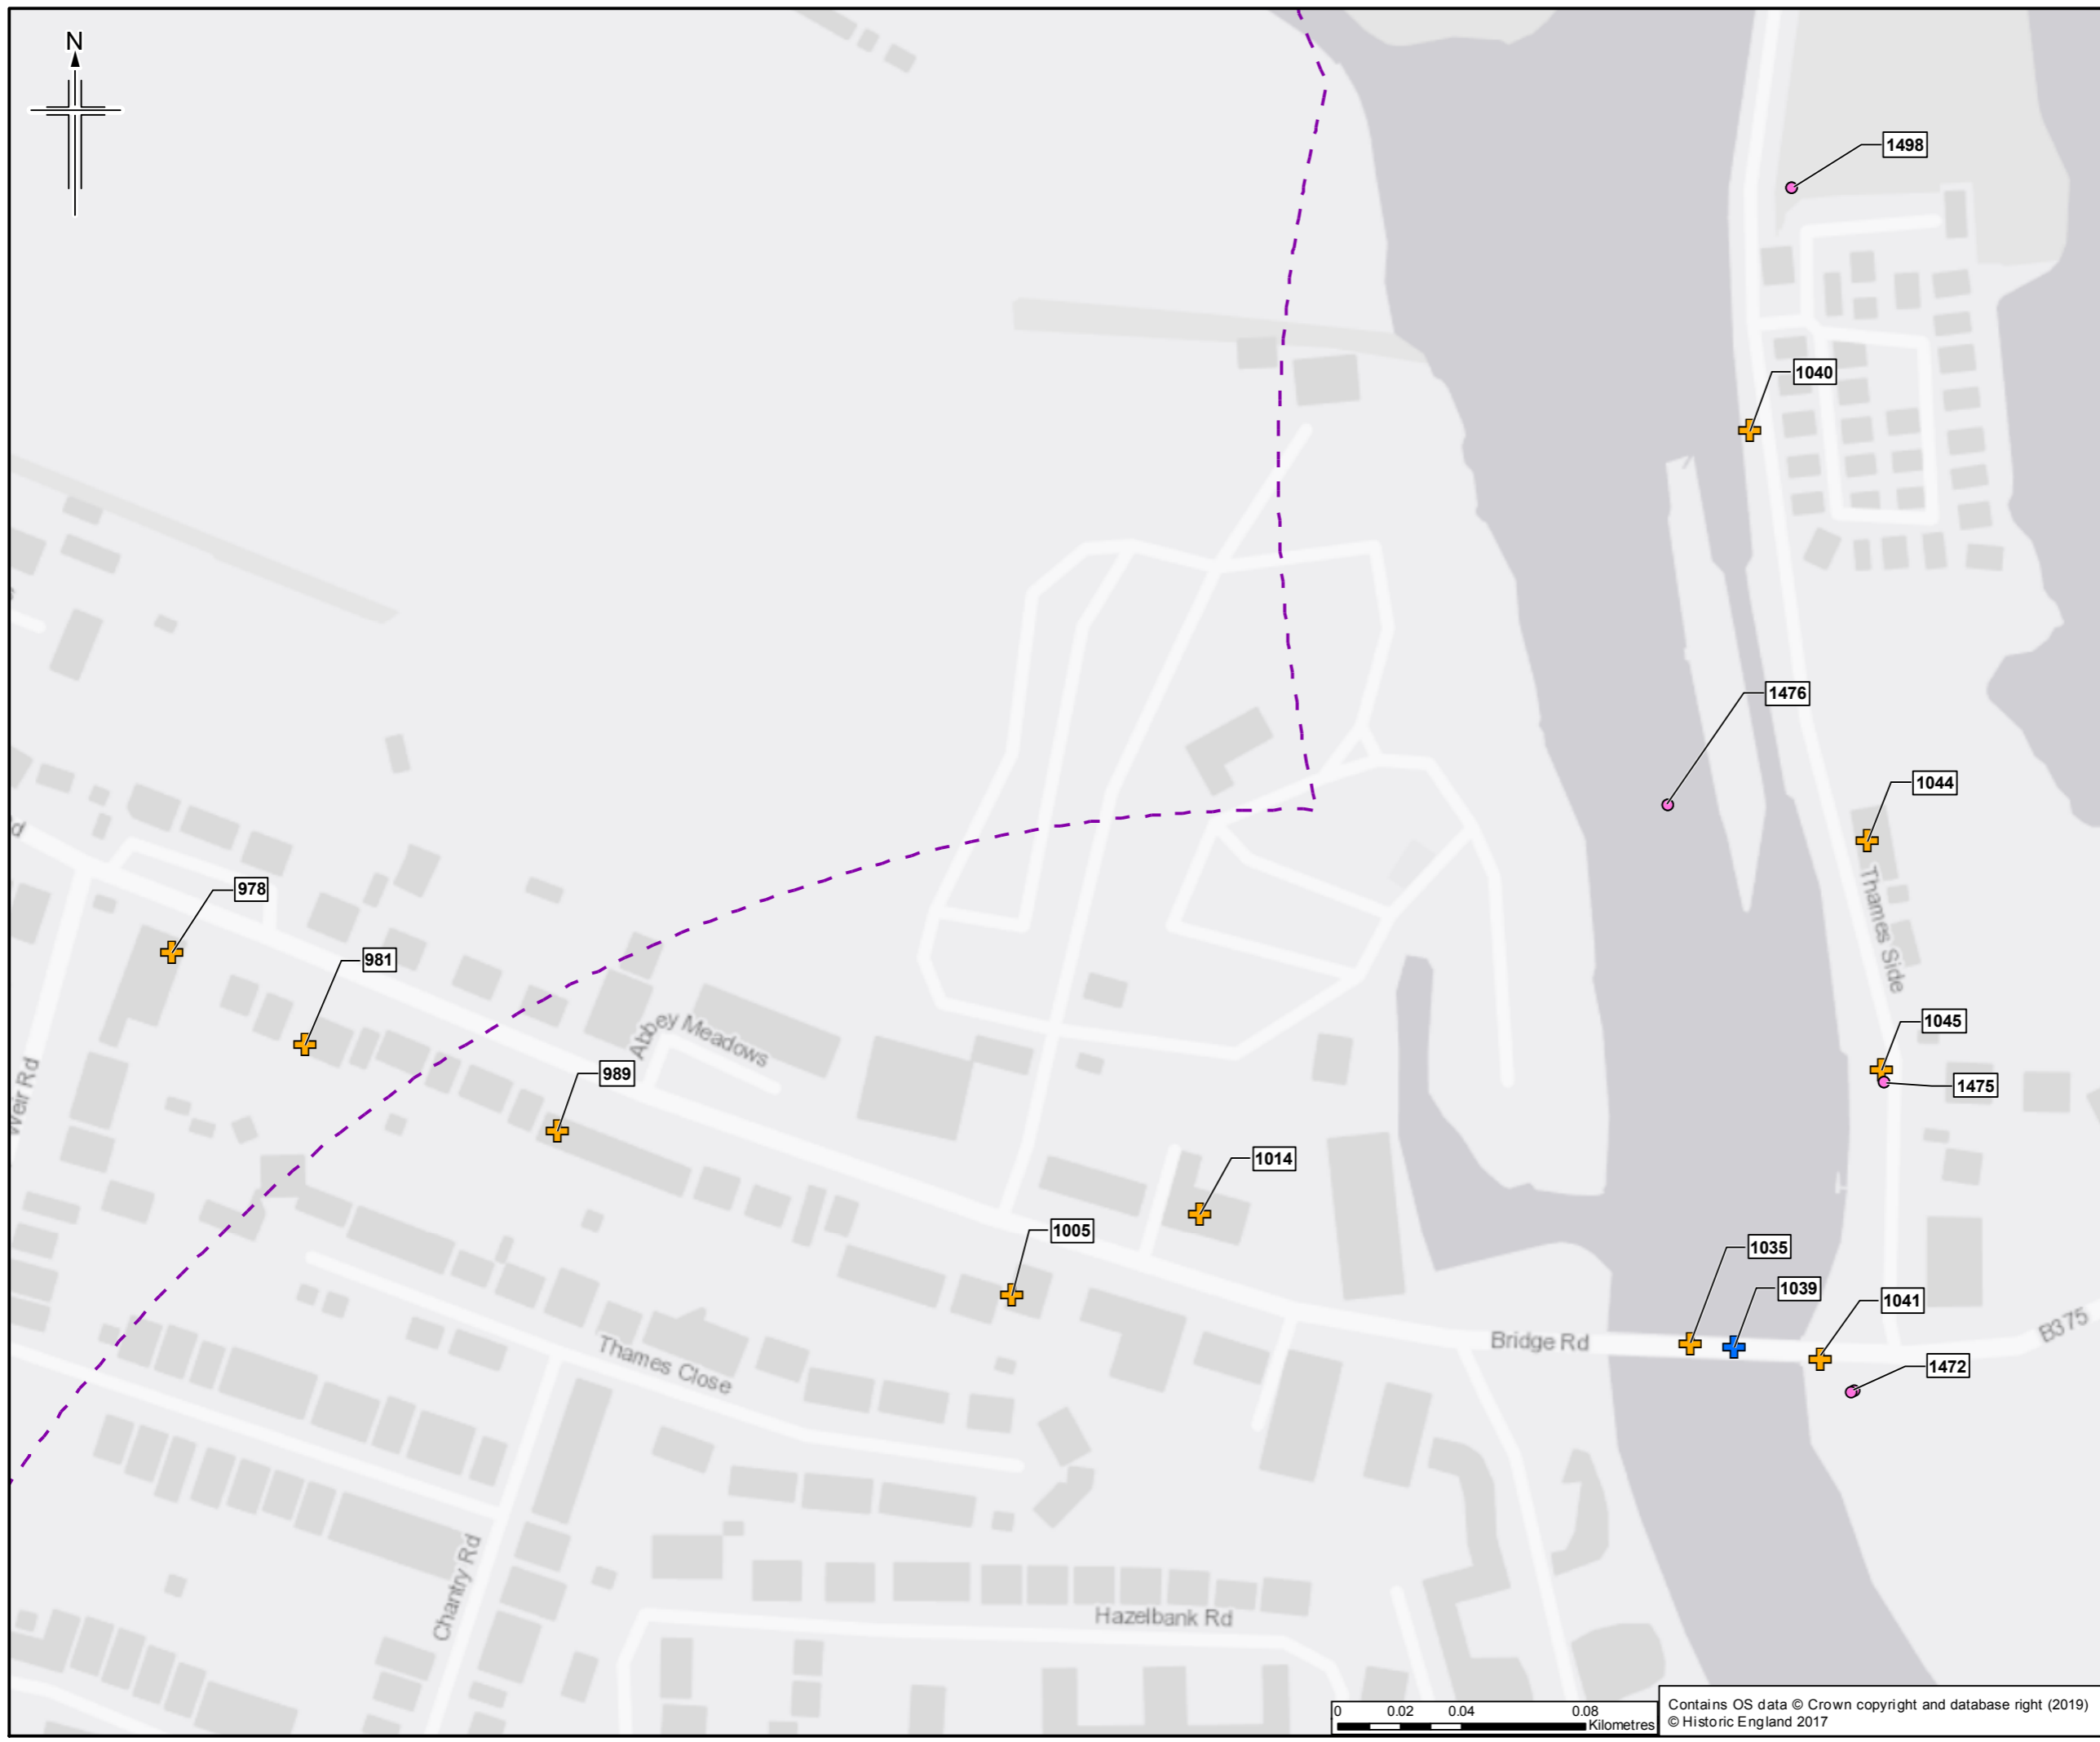 N
1498
1040
1476
1044
978
981
Thames Side
Abbey Meadows
1045
989
1475
Weir Rd
1014
1005
1035
1039
1041
Bridge Rd
B375
1472
Thames Close
Chantry Rd
Hazelbank Rd
0 0.02 0.04 0.08
Kilometres
Contains OS data © Crown copyright and database right (2019)
© Historic England 2017